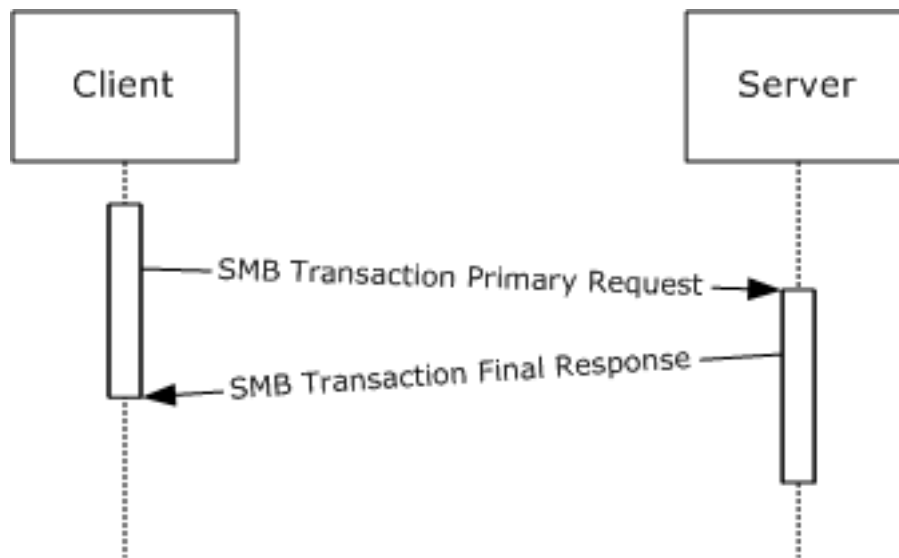 Client
Server
SMB Transaction Primary Request
SMB Transaction Final Response